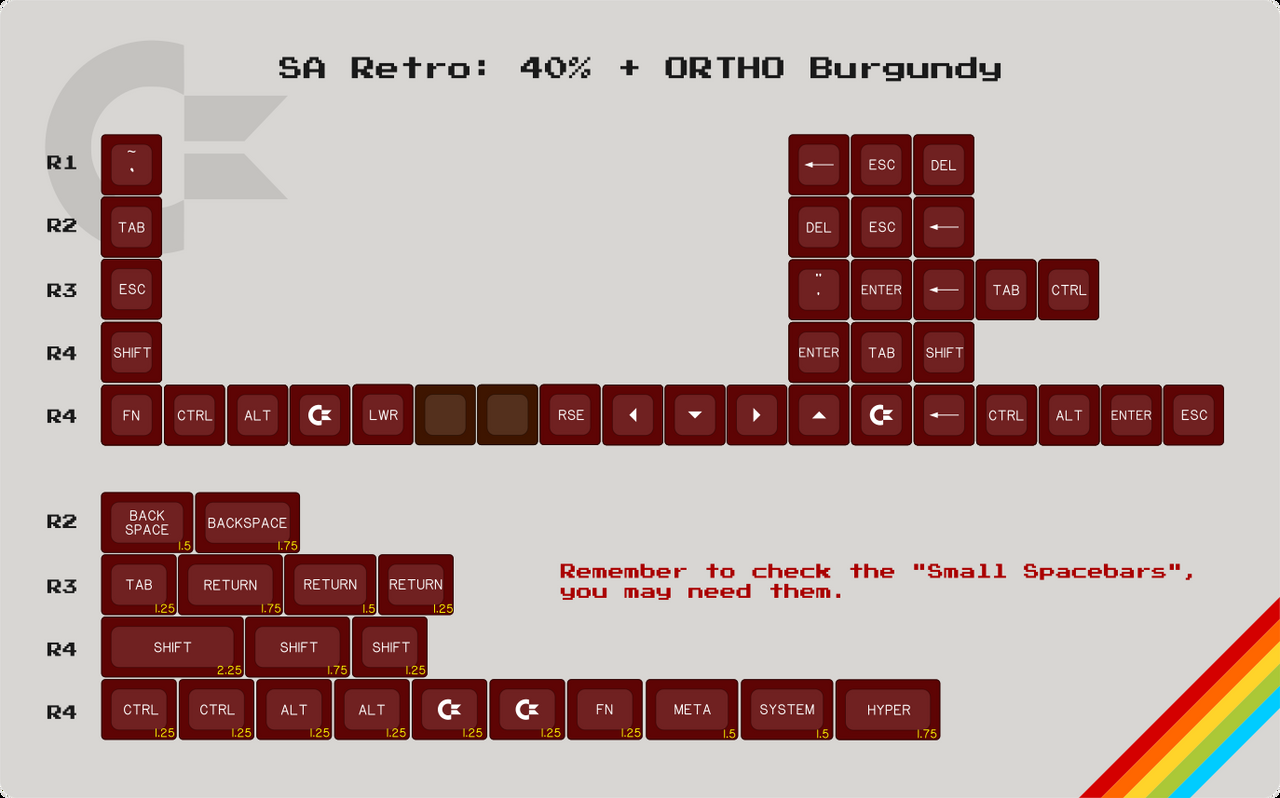 SA Retro: 40% + ORTHO Burgundy
R1 ~ ← ESC DEL
`
R2 TAB DEL ESC ←
R3 ESC " ENTER ← TAB CTRL
'
R4 SHIFT ENTER TAB SHIFT
R4 FN CTRL ALT LWR RSE ◀ ▼ ▶ ▲ ← CTRL ALT ENTER ESC
R2 BACK SPACE 1.5 BACKSPACE 1.75
R3 TAB 1.25 RETURN 1.75 RETURN 1.5 RETURN 1.25
Remember to check the "Small Spacebars",
you may need them.
R4 SHIFT 2.25 SHIFT 1.75 SHIFT 1.25
R4 CTRL 1.25 CTRL 1.25 ALT 1.25 ALT 1.25 1.25 1.25 FN 1.25 META 1.5 SYSTEM 1.5 HYPER 1.75